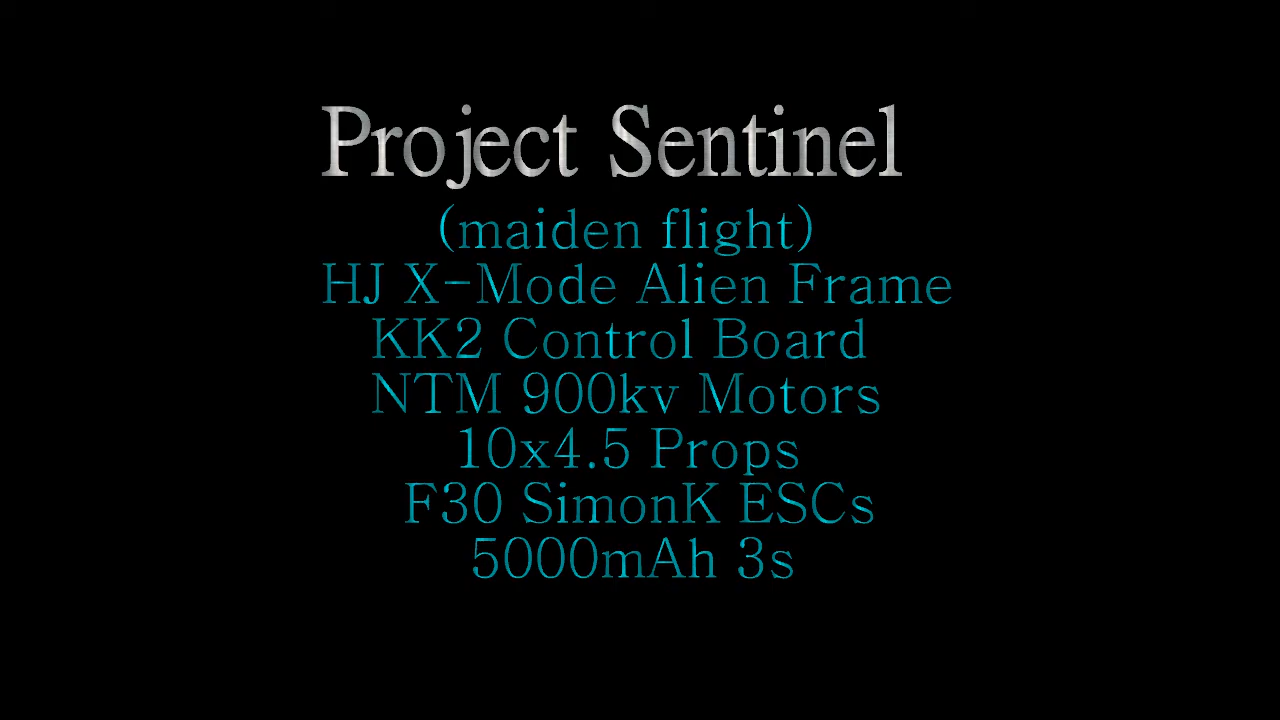 Project Sentinel
(maiden flight)
HJ X-Mode Alien Frame
KK2 Control Board
NTM 900kv Motors
10x4.5 Props
F30 SimonK ESCs
5000mAh 3s